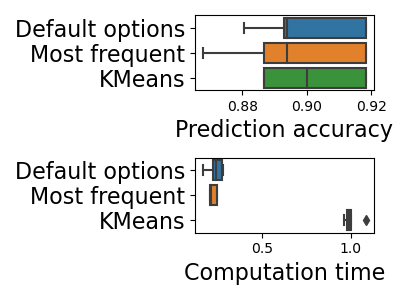 Default options
Most frequent
KMeans
0.88 0.90 0.92
Prediction accuracy
Default options
Most frequent
KMeans
0.5 1.0
Computation time